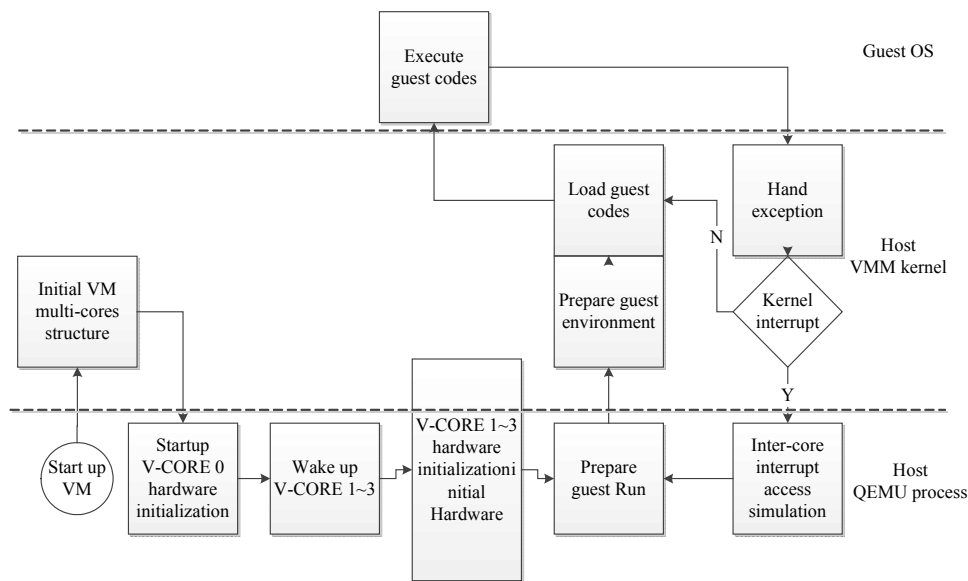 Execute
guest codes
Guest OS
Load guest
codes
Hand
exception
N
Host
VMM kernel
Initial VM
multi-cores
structure
Prepare guest
environment
Kernel
interrupt
Y
Start up
VM
Startup
V-CORE 0
hardware
initialization
Wake up
V-CORE 1~3
V-CORE 1~3
hardware
initializationi
nitial
Hardware
Prepare
guest Run
Inter-core
interrupt
access
simulation
Host
QEMU process